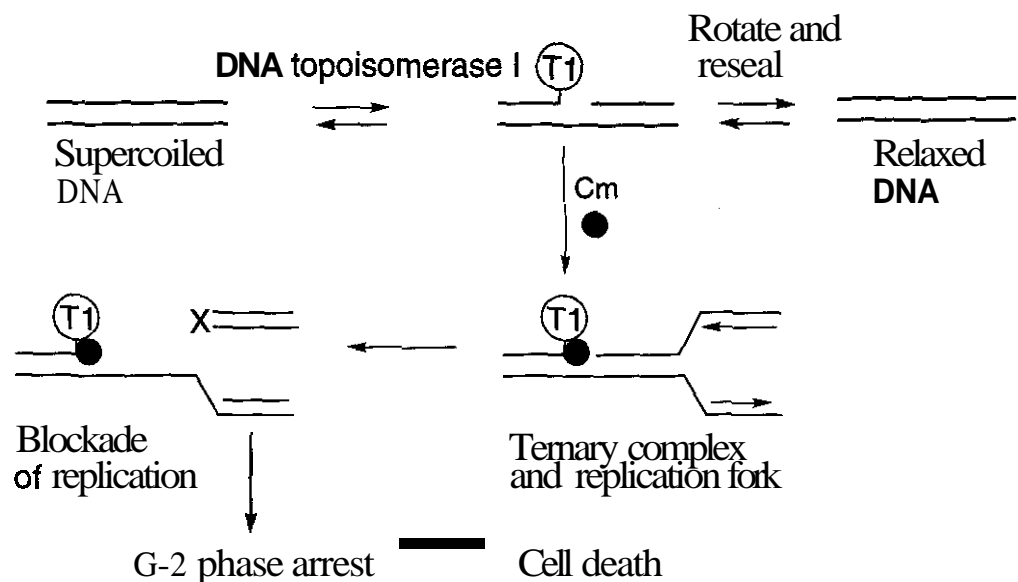 DNA topoisomerase I
T1
Rotate and
reseal
Supercoiled
DNA
Relaxed
DNA
Cm
T1
X
T1
Blockade
of replication
Ternary complex
and replication fork
G-2 phase arrest
Cell death